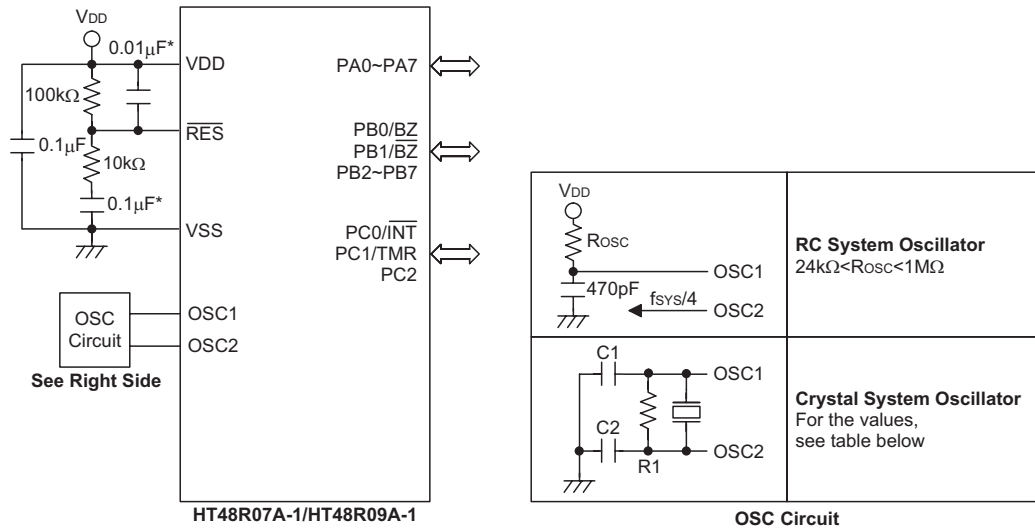 VDD
0.01μF*
VDD
100kΩ
RES
0.1μF
10kΩ
0.1μF*
VSS
OSC
Circuit
OSC1
OSC2
See Right Side
PA0~PA7
PB0/BZ
PB1/BZ
PB2~PB7
PC0/INT
PC1/TMR
PC2
HT48R07A-1/HT48R09A-1
VDD
ROSC
OSC1
470pF
fSYS/4
OSC2
RC System Oscillator
24kΩ<ROSC<1MΩ
C1
OSC1
C2
R1
OSC2
Crystal System Oscillator
For the values,
see table below
OSC Circuit